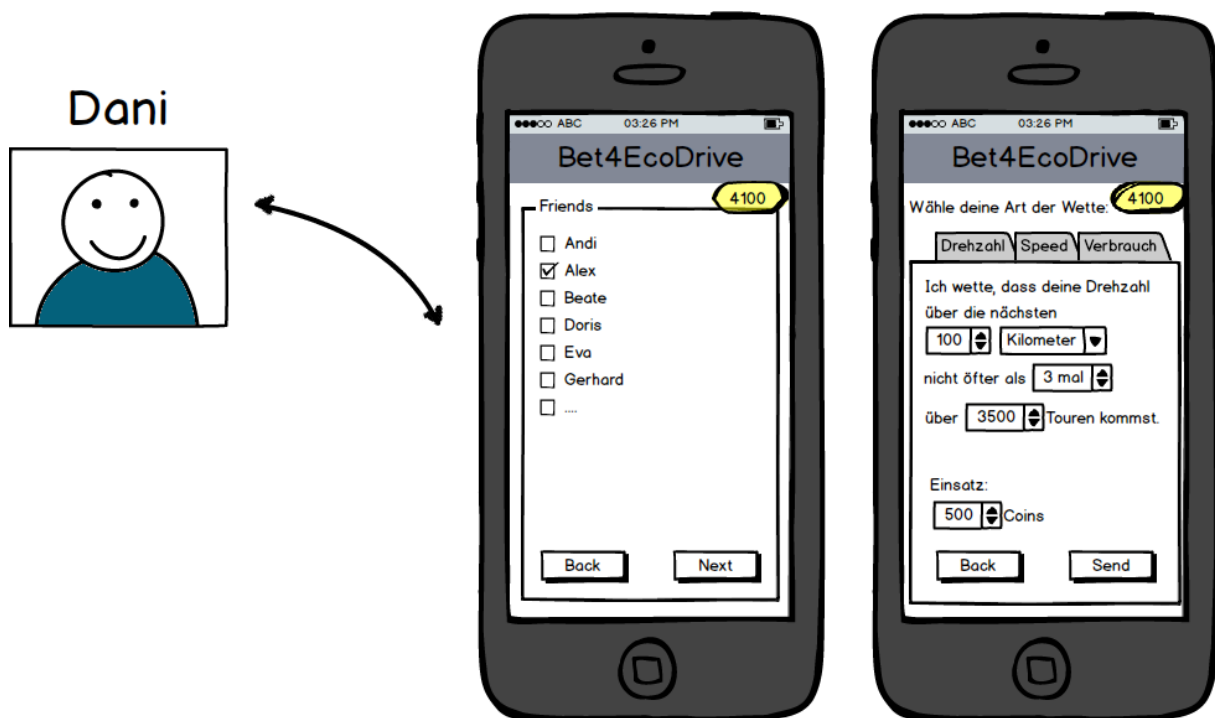 Dani
ABC 03:26 PM
Bet4EcoDrive
4100
Friends
Andi
Alex
Beate
Doris
Eva
Gerhard
....
Back Next
ABC 03:26 PM
Bet4EcoDrive
4100
Wähle deine Art der Wette:
Drehzahl Speed Verbrauch
Ich wette, dass deine Drehzahl
über die nächsten
100 Kilometer
nicht öfter als 3 mal
über 3500 Touren kommst.
Einsatz:
500 Coins
Back Send